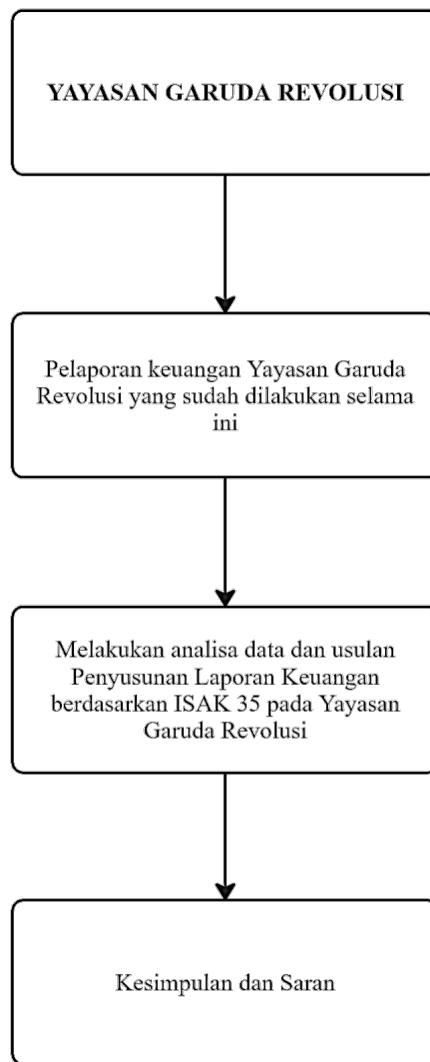 YAYASAN GARUDA REVOLUSI
Pelaporan keuangan Yayasan Garuda
Revolusi yang sudah dilakukan selama
ini
Melakukan analisa data dan usulan
Penyusunan Laporan Keuangan
berdasarkan ISAK 35 pada Yayasan
Garuda Revolusi
Kesimpulan dan Saran